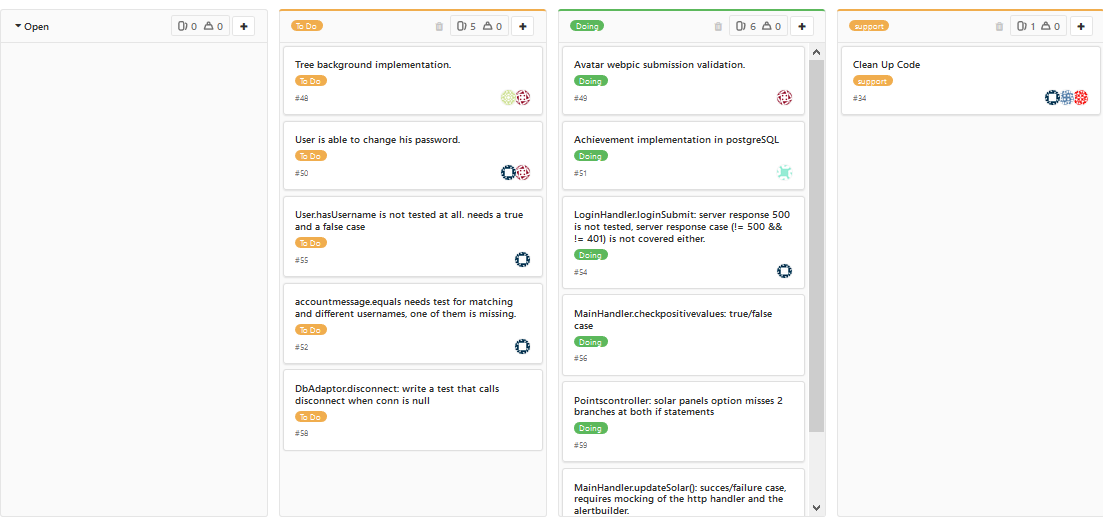 Open
0 0
To Do
5 0
Tree background implementation.
To Do
#48
User is able to change his password.
To Do
#50
User.hasUsername is not tested at all. needs a true
and a false case
To Do
#55
accountmessage.equals needs test for matching
and different usernames, one of them is missing.
To Do
#52
DbAdaptor.disconnect: write a test that calls
disconnect when conn is null
To Do
#58
Doing
6 0
Avatar webpic submission validation.
Doing
#49
Achievement implementation in postgreSQL
Doing
#51
LoginHandler.loginSubmit: server response 500
is not tested, server response case (!= 500 &&
!= 401) is not covered either.
Doing
#54
MainHandler.checkpositivevalues: true/false
case
Doing
#56
Pointscontroller: solar panels option misses 2
branches at both if statements
Doing
#59
MainHandler.updateSolar(): succes/failure case,
requires mocking of the http handler and the
alertbuilder.
support
1 0
Clean Up Code
support
#34